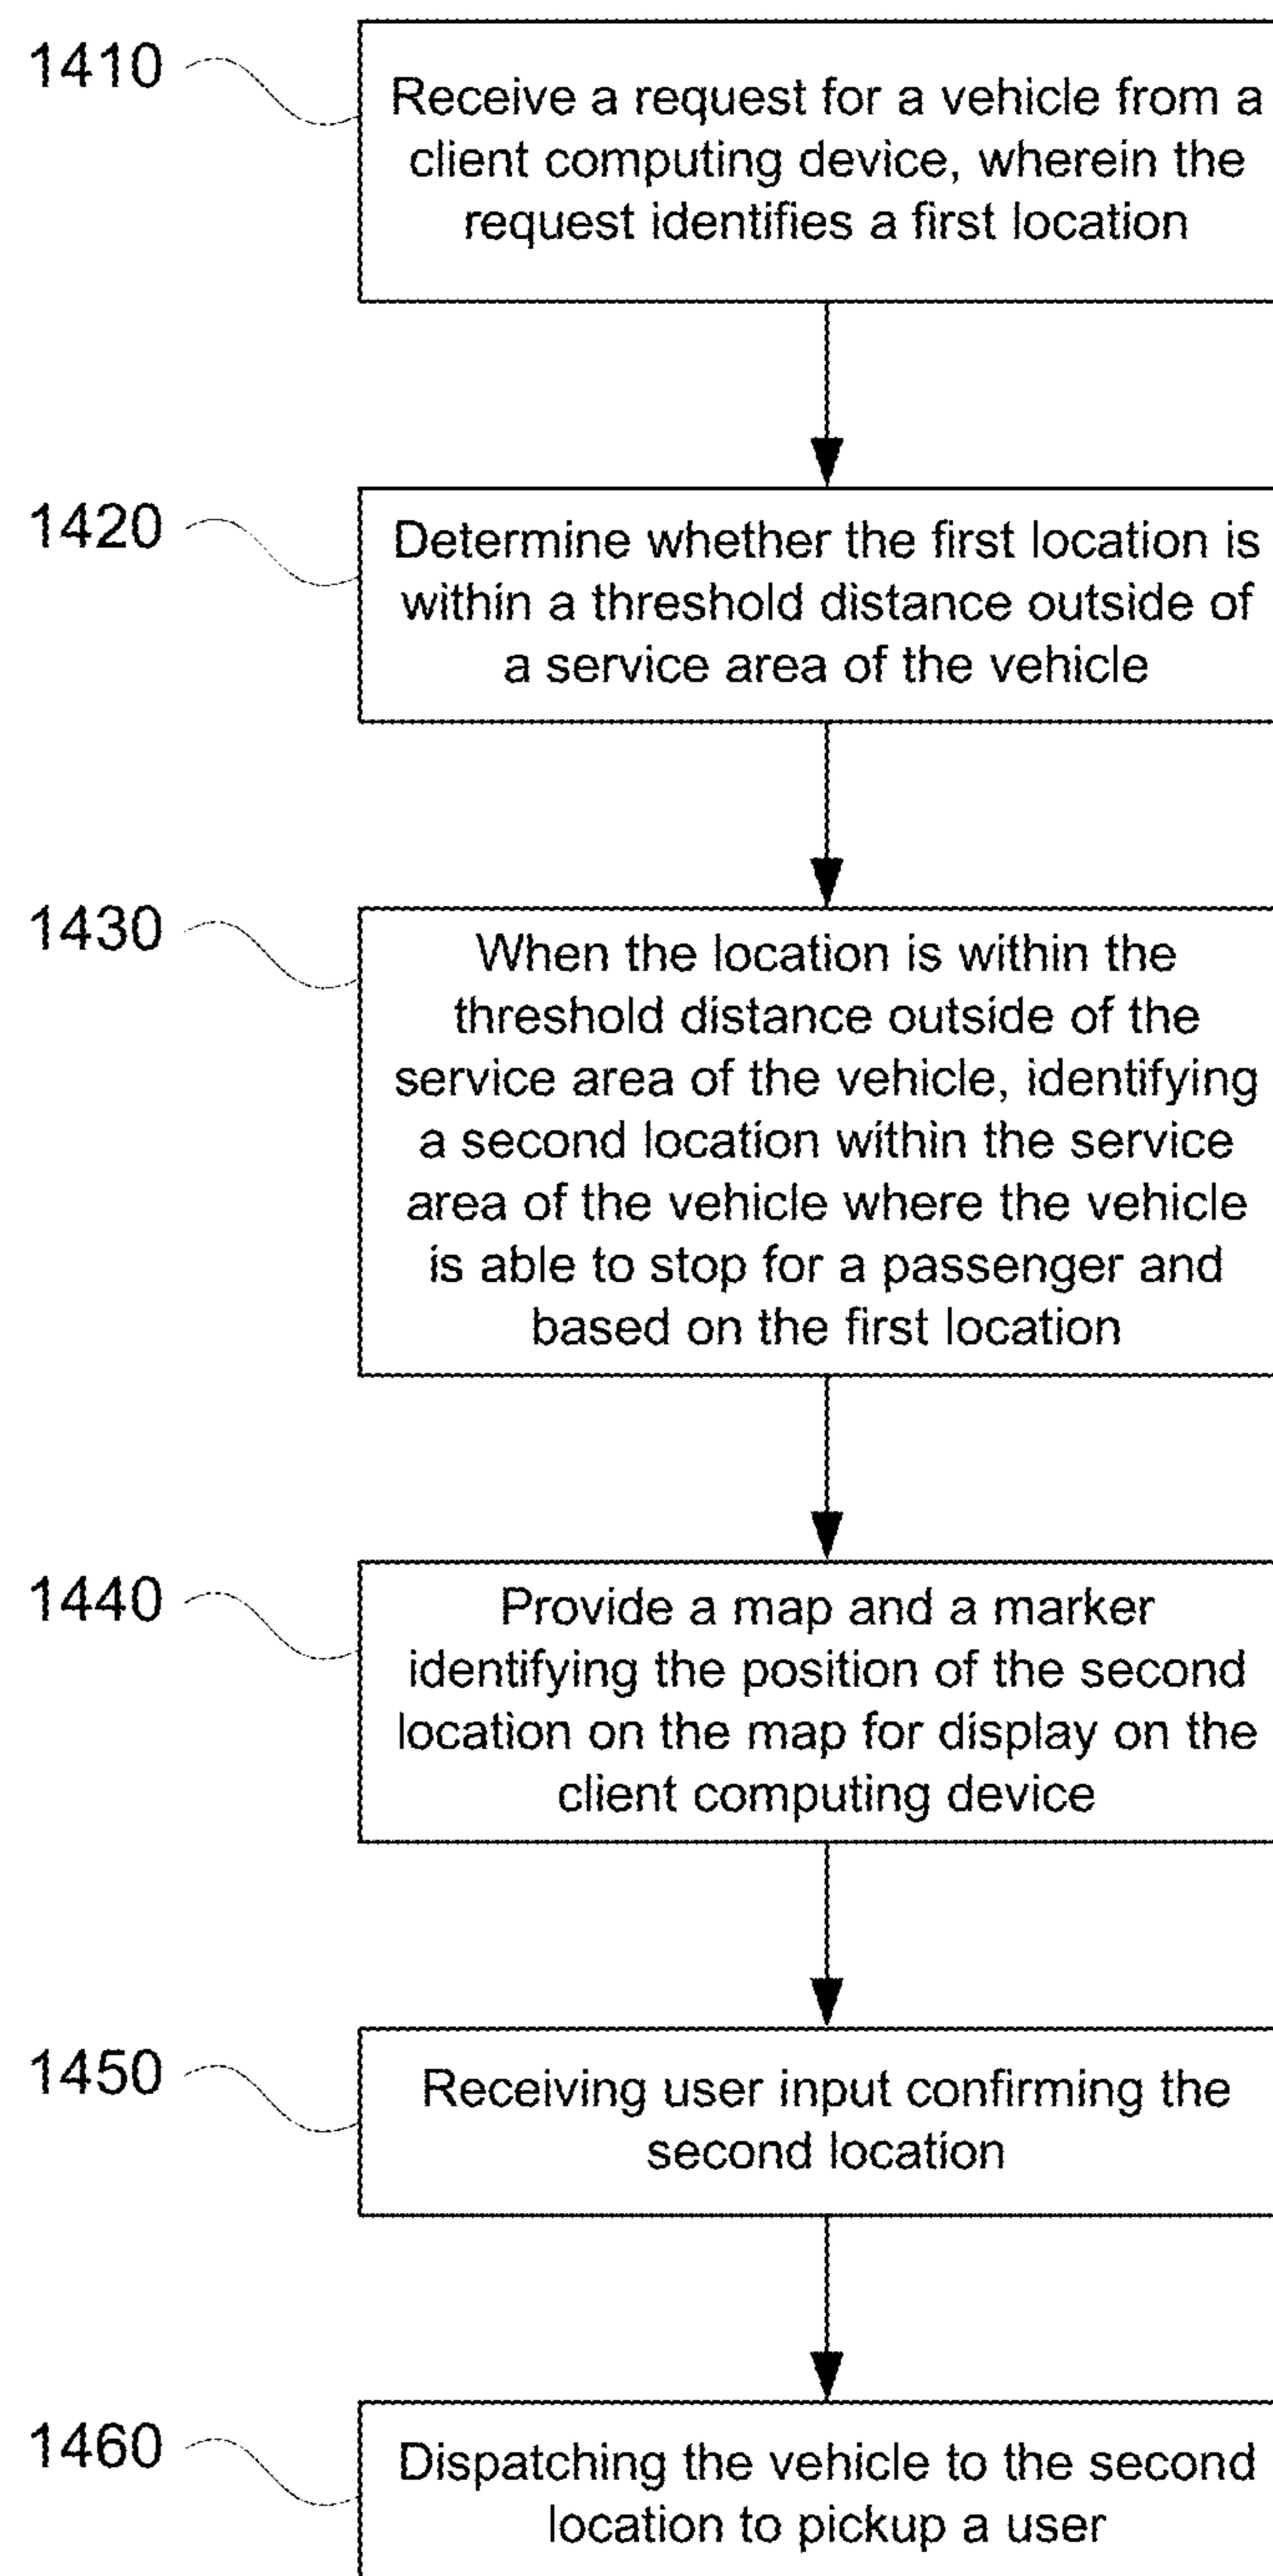 1410
Receive a request for a vehicle from a
client computing device, wherein the
request identifies a first location
1420
Determine whether the first location is
within a threshold distance outside of
a service area of the vehicle
1430
When the location is within the
threshold distance outside of the
service area of the vehicle, identifying
a second location within the service
area of the vehicle where the vehicle
is able to stop for a passenger and
based on the first location
1440
Provide a map and a marker
identifying the position of the second
location on the map for display on the
client computing device
1450
Receiving user input confirming the
second location
1460
Dispatching the vehicle to the second
location to pickup a user